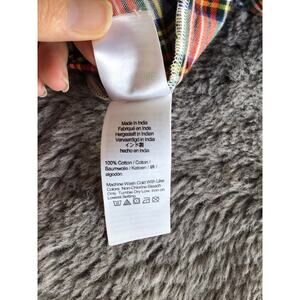 Made in India
Fabriqué en Inde
Hergestellt in Indien
Vervaardigd in India
インド製
hecho en India
100% Cotton / Coton /
Baumwolle / Katoen / 綿 /
algodón
Machine Wash Cold With Like
Colors. Non-Chlorine Bleach
Only. Tumble Dry Low. Iron on
Lowest Setting.